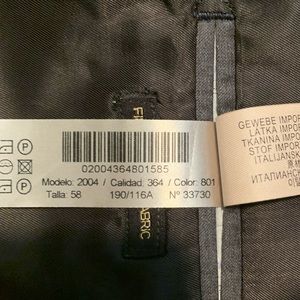 02004364801585
Modelo: 2004 / Calidad: 364 / Color: 801
Talla: 58 190/116A Nº 33730
FABRIC
GEWEBE IMPOR
LATKA IMPOR
TKANINA IMPO
STOF IMPORT
ITALIJANSK
ИТАЛИАНСК